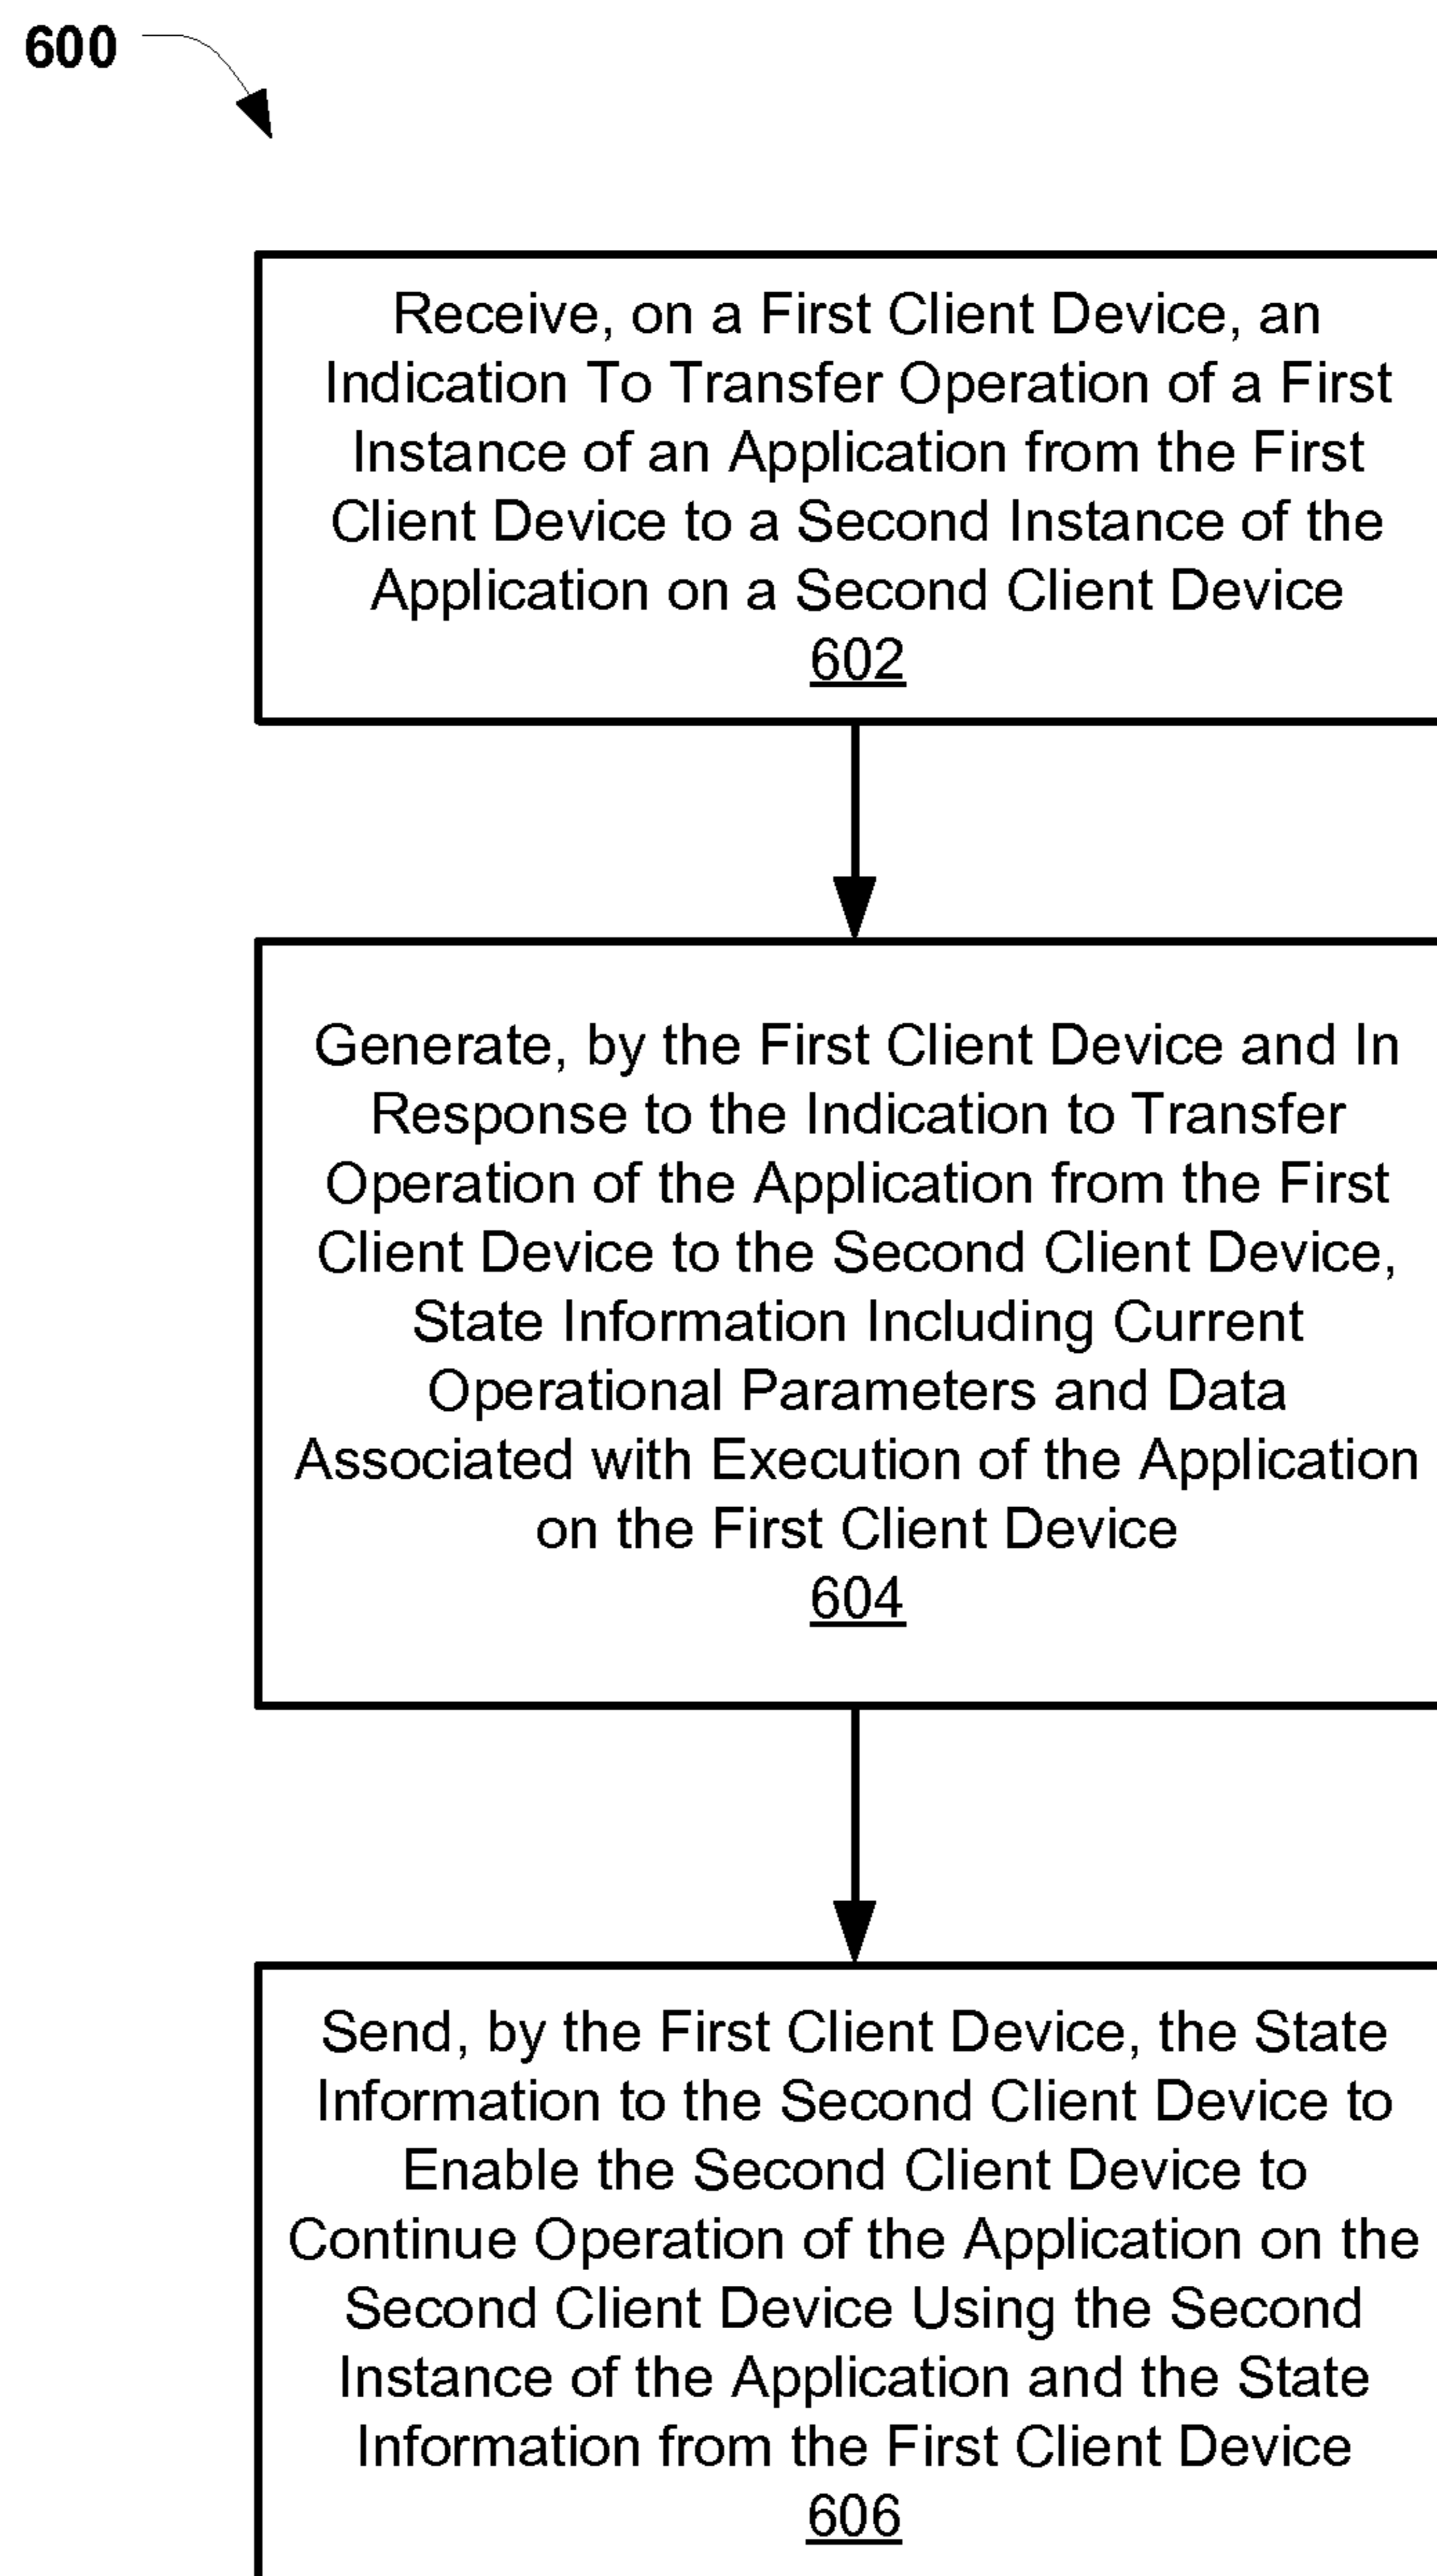 600
Receive, on a First Client Device, an
Indication To Transfer Operation of a First
Instance of an Application from the First
Client Device to a Second Instance of the
Application on a Second Client Device
602
Generate, by the First Client Device and In
Response to the Indication to Transfer
Operation of the Application from the First
Client Device to the Second Client Device,
State Information Including Current
Operational Parameters and Data
Associated with Execution of the Application
on the First Client Device
604
Send, by the First Client Device, the State
Information to the Second Client Device to
Enable the Second Client Device to
Continue Operation of the Application on the
Second Client Device Using the Second
Instance of the Application and the State
Information from the First Client Device
606